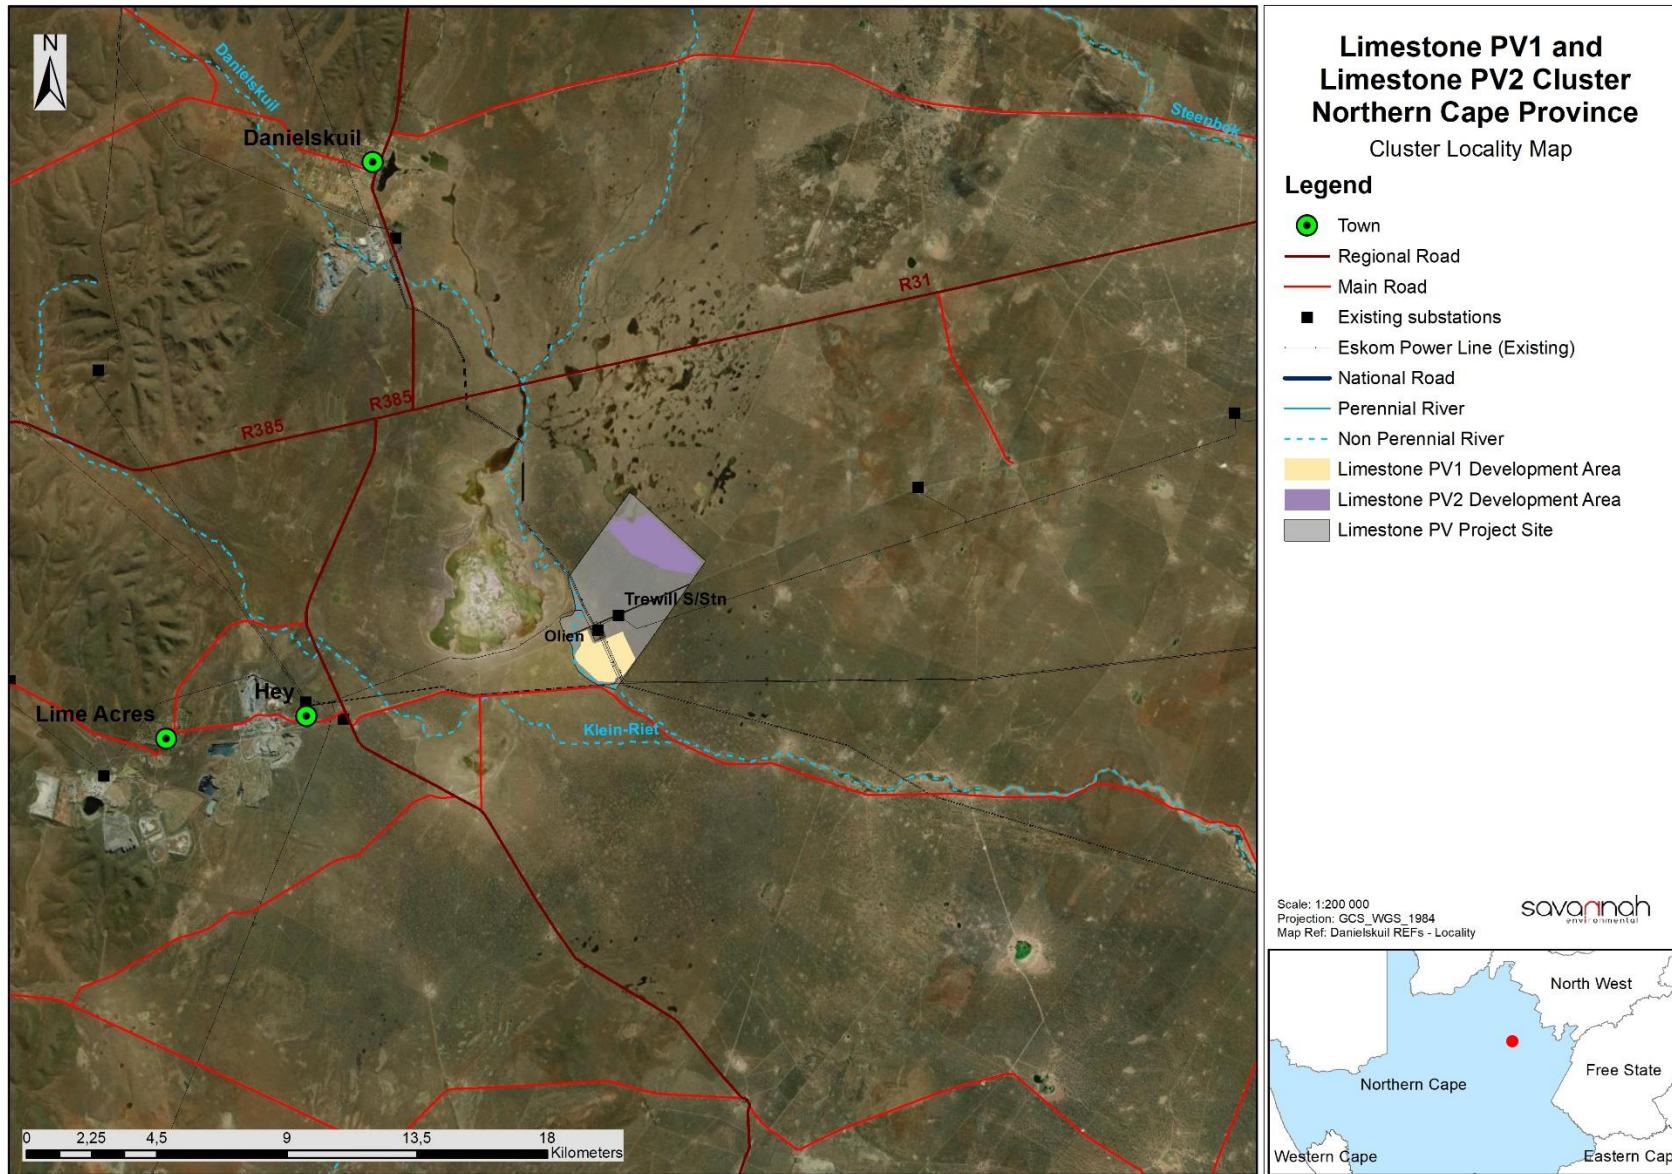 N
Danielskuil
Danielskuil
Steenbok
R31
R385
R385
Trewill S/Stn
Olien
Hey
Lime Acres
Klein-Riet
0 2,25 4,5 9 13,5 18
Kilometers
Limestone PV1 and
Limestone PV2 Cluster
Northern Cape Province
Cluster Locality Map
Legend
Town
Regional Road
Main Road
Existing substations
Eskom Power Line (Existing)
National Road
Perennial River
Non Perennial River
Limestone PV1 Development Area
Limestone PV2 Development Area
Limestone PV Project Site
Scale: 1:200 000
Projection: GCS_WGS_1984
Map Ref: Danielskuil REFs - Locality
savannah
environmental
North West
Free State
Northern Cape
Western Cape
Eastern Cap